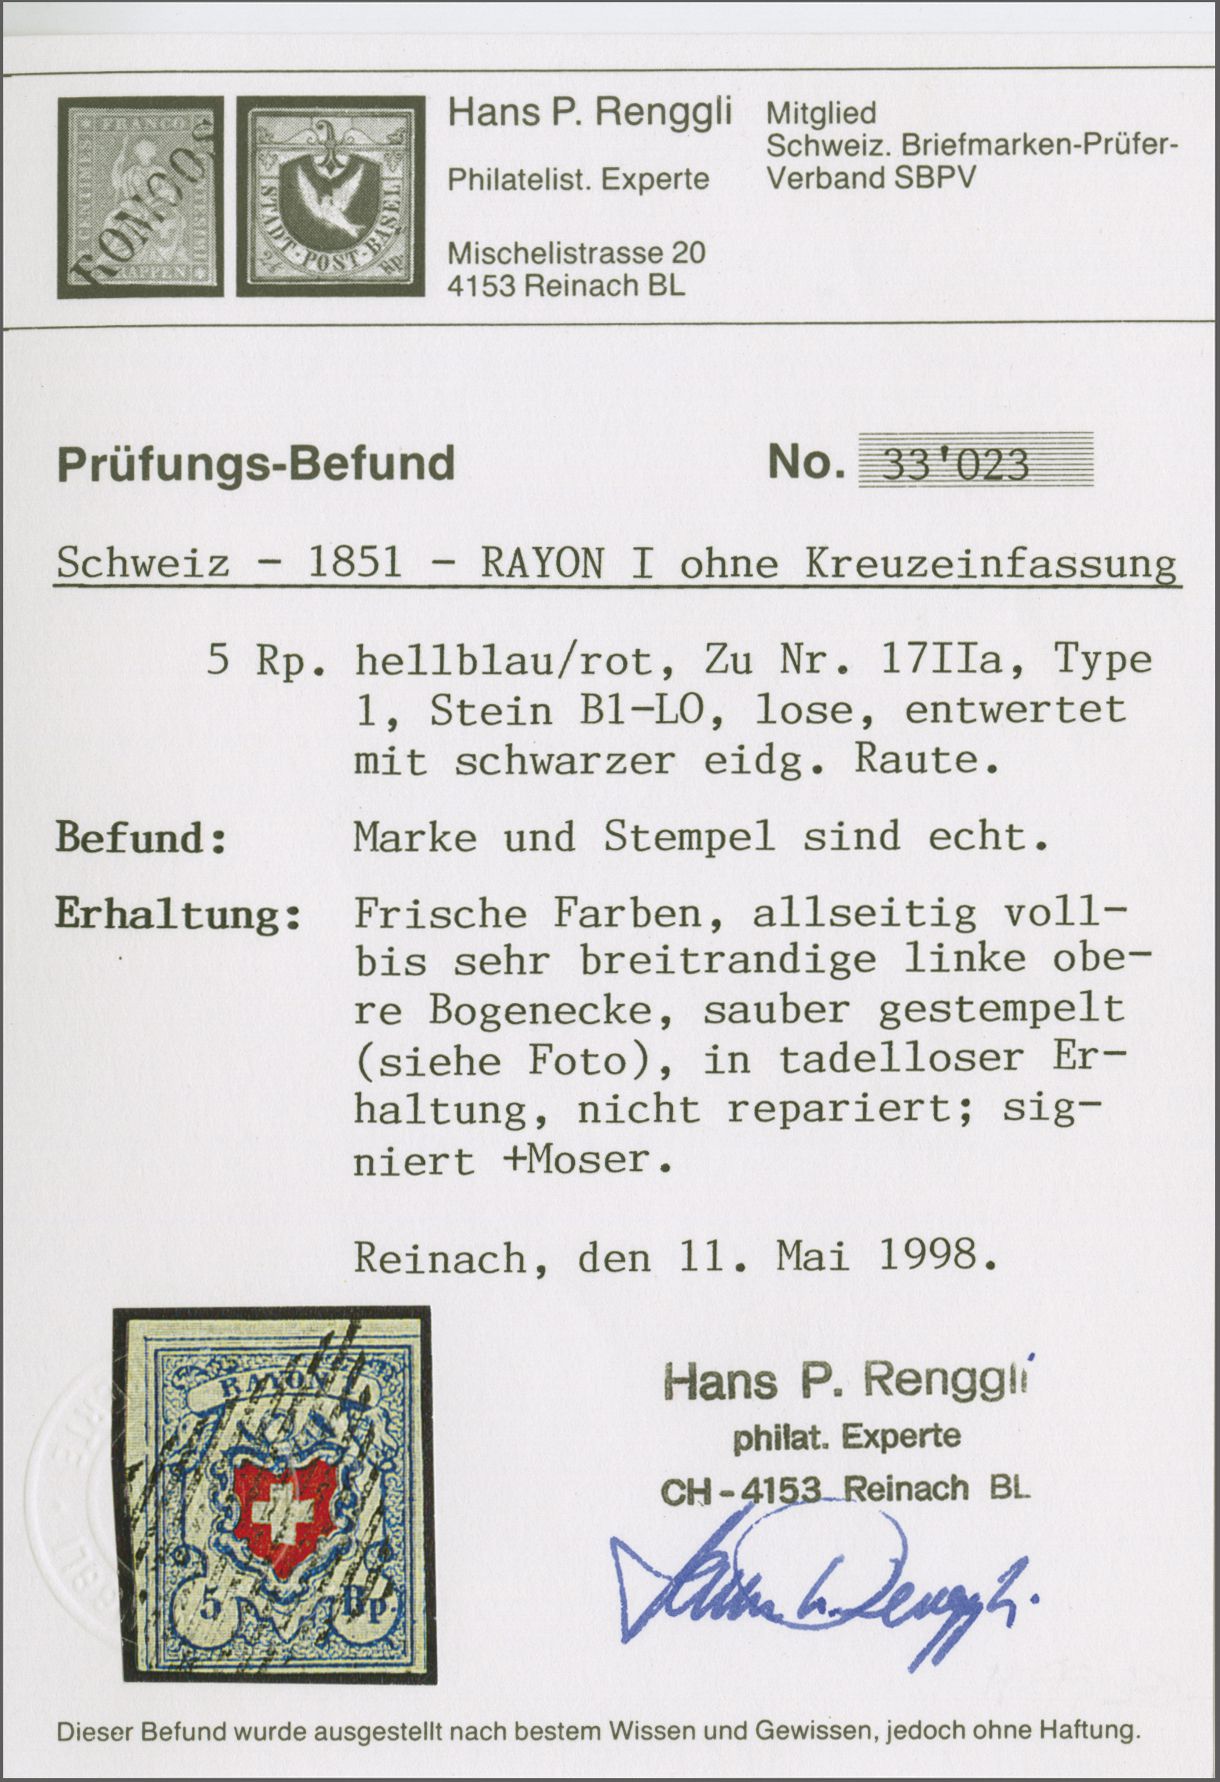 FRANCO
ROMOOS
RAPPEN
STADT-POST-BASEL
2½ Rp.
Hans P. Renggli
Philatelist. Experte
Mischelistrasse 20
4153 Reinach BL
Mitglied
Schweiz. Briefmarken-Prüfer-
Verband SBPV
Prüfungs-Befund No. 33'023
Schweiz - 1851 - RAYON I ohne Kreuzeinfassung
5 Rp. hellblau/rot, Zu Nr. 17IIa, Type
1, Stein B1-LO, lose, entwertet
mit schwarzer eidg. Raute.
Befund: Marke und Stempel sind echt.
Erhaltung: Frische Farben, allseitig voll-
bis sehr breitrandige linke obe-
re Bogenecke, sauber gestempelt
(siehe Foto), in tadelloser Er-
haltung, nicht repariert; sig-
niert +Moser.
Reinach, den 11. Mai 1998.
RAYON I.
5 Rp.
Hans P. Renggli
philat. Experte
CH-4153 Reinach BL
Dieser Befund wurde ausgestellt nach bestem Wissen und Gewissen, jedoch ohne Haftung.